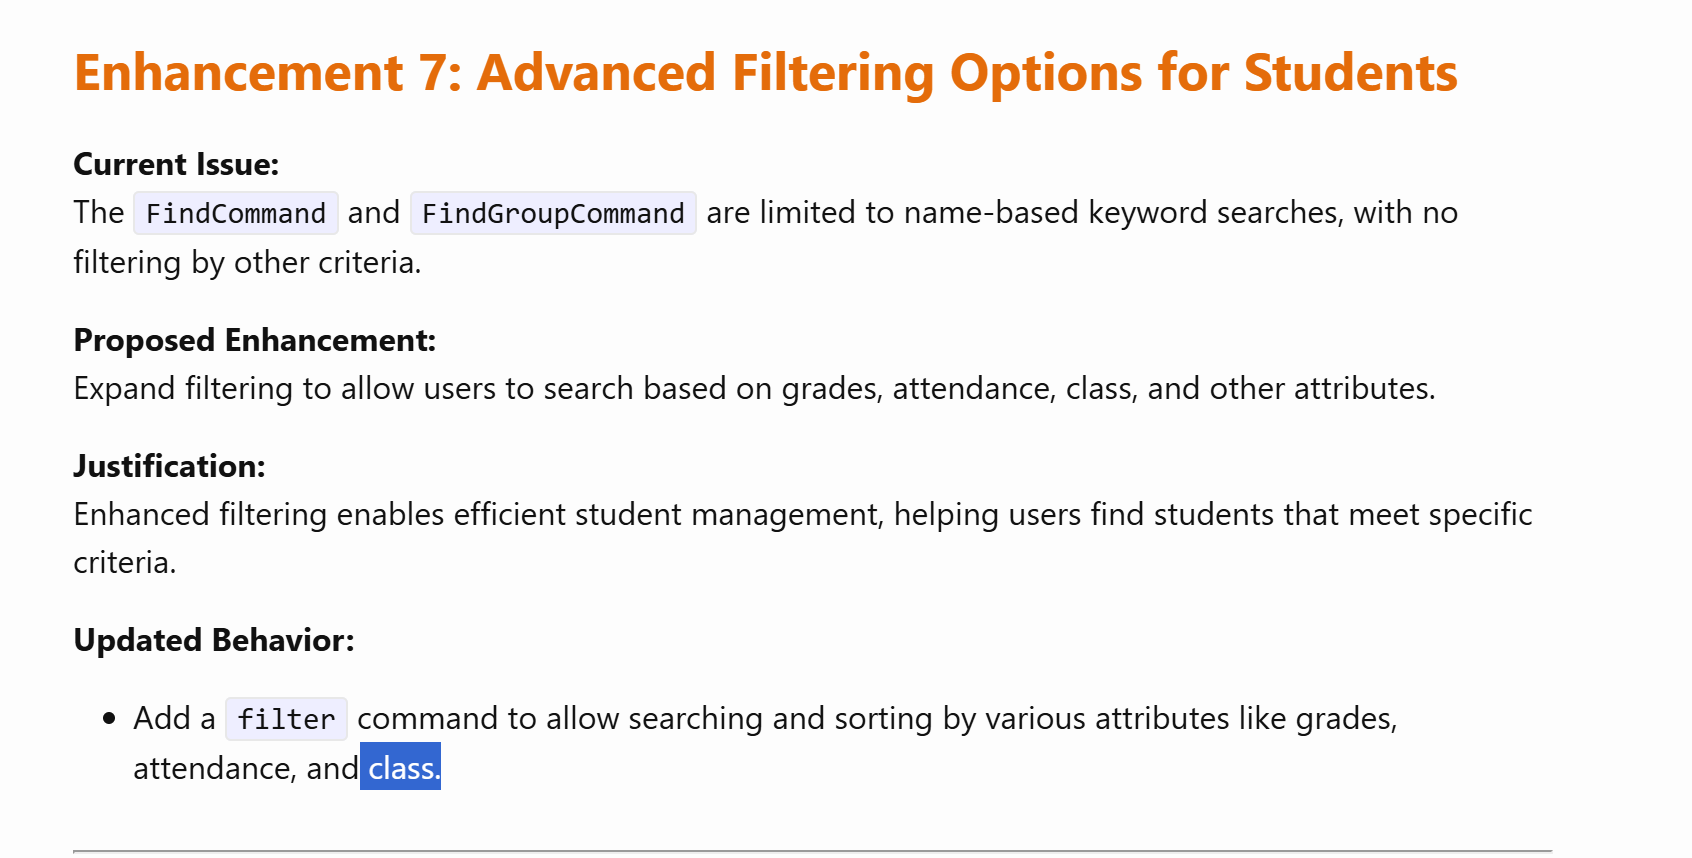 Enhancement 7: Advanced Filtering Options for Students
Current Issue:
The FindCommand and FindGroupCommand are limited to name-based keyword searches, with no
filtering by other criteria.
Proposed Enhancement:
Expand filtering to allow users to search based on grades, attendance, class, and other attributes.
Justification:
Enhanced filtering enables efficient student management, helping users find students that meet specific
criteria.
Updated Behavior:
• Add a filter command to allow searching and sorting by various attributes like grades,
attendance, and class.